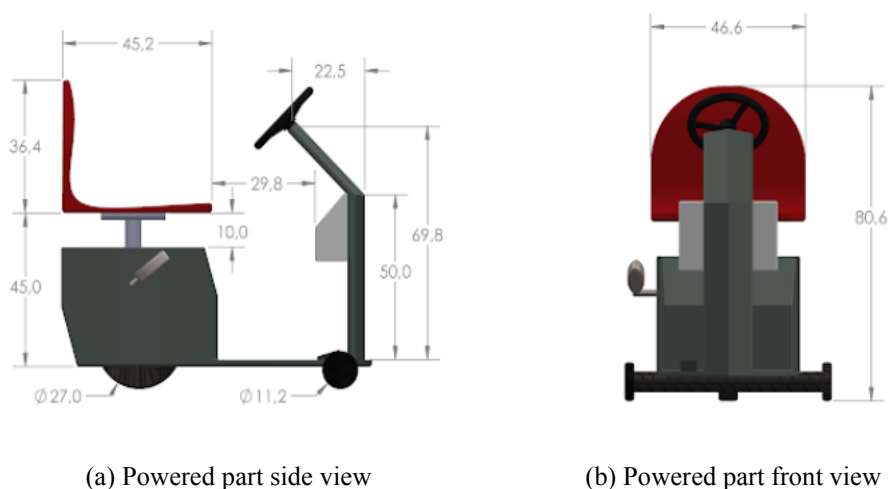 45,2
46,6
22,5
36,4
29,8
10,0
69,8
80,6
45,0
50,0
Ø27,0
Ø11,2
(a) Powered part side view
(b) Powered part front view